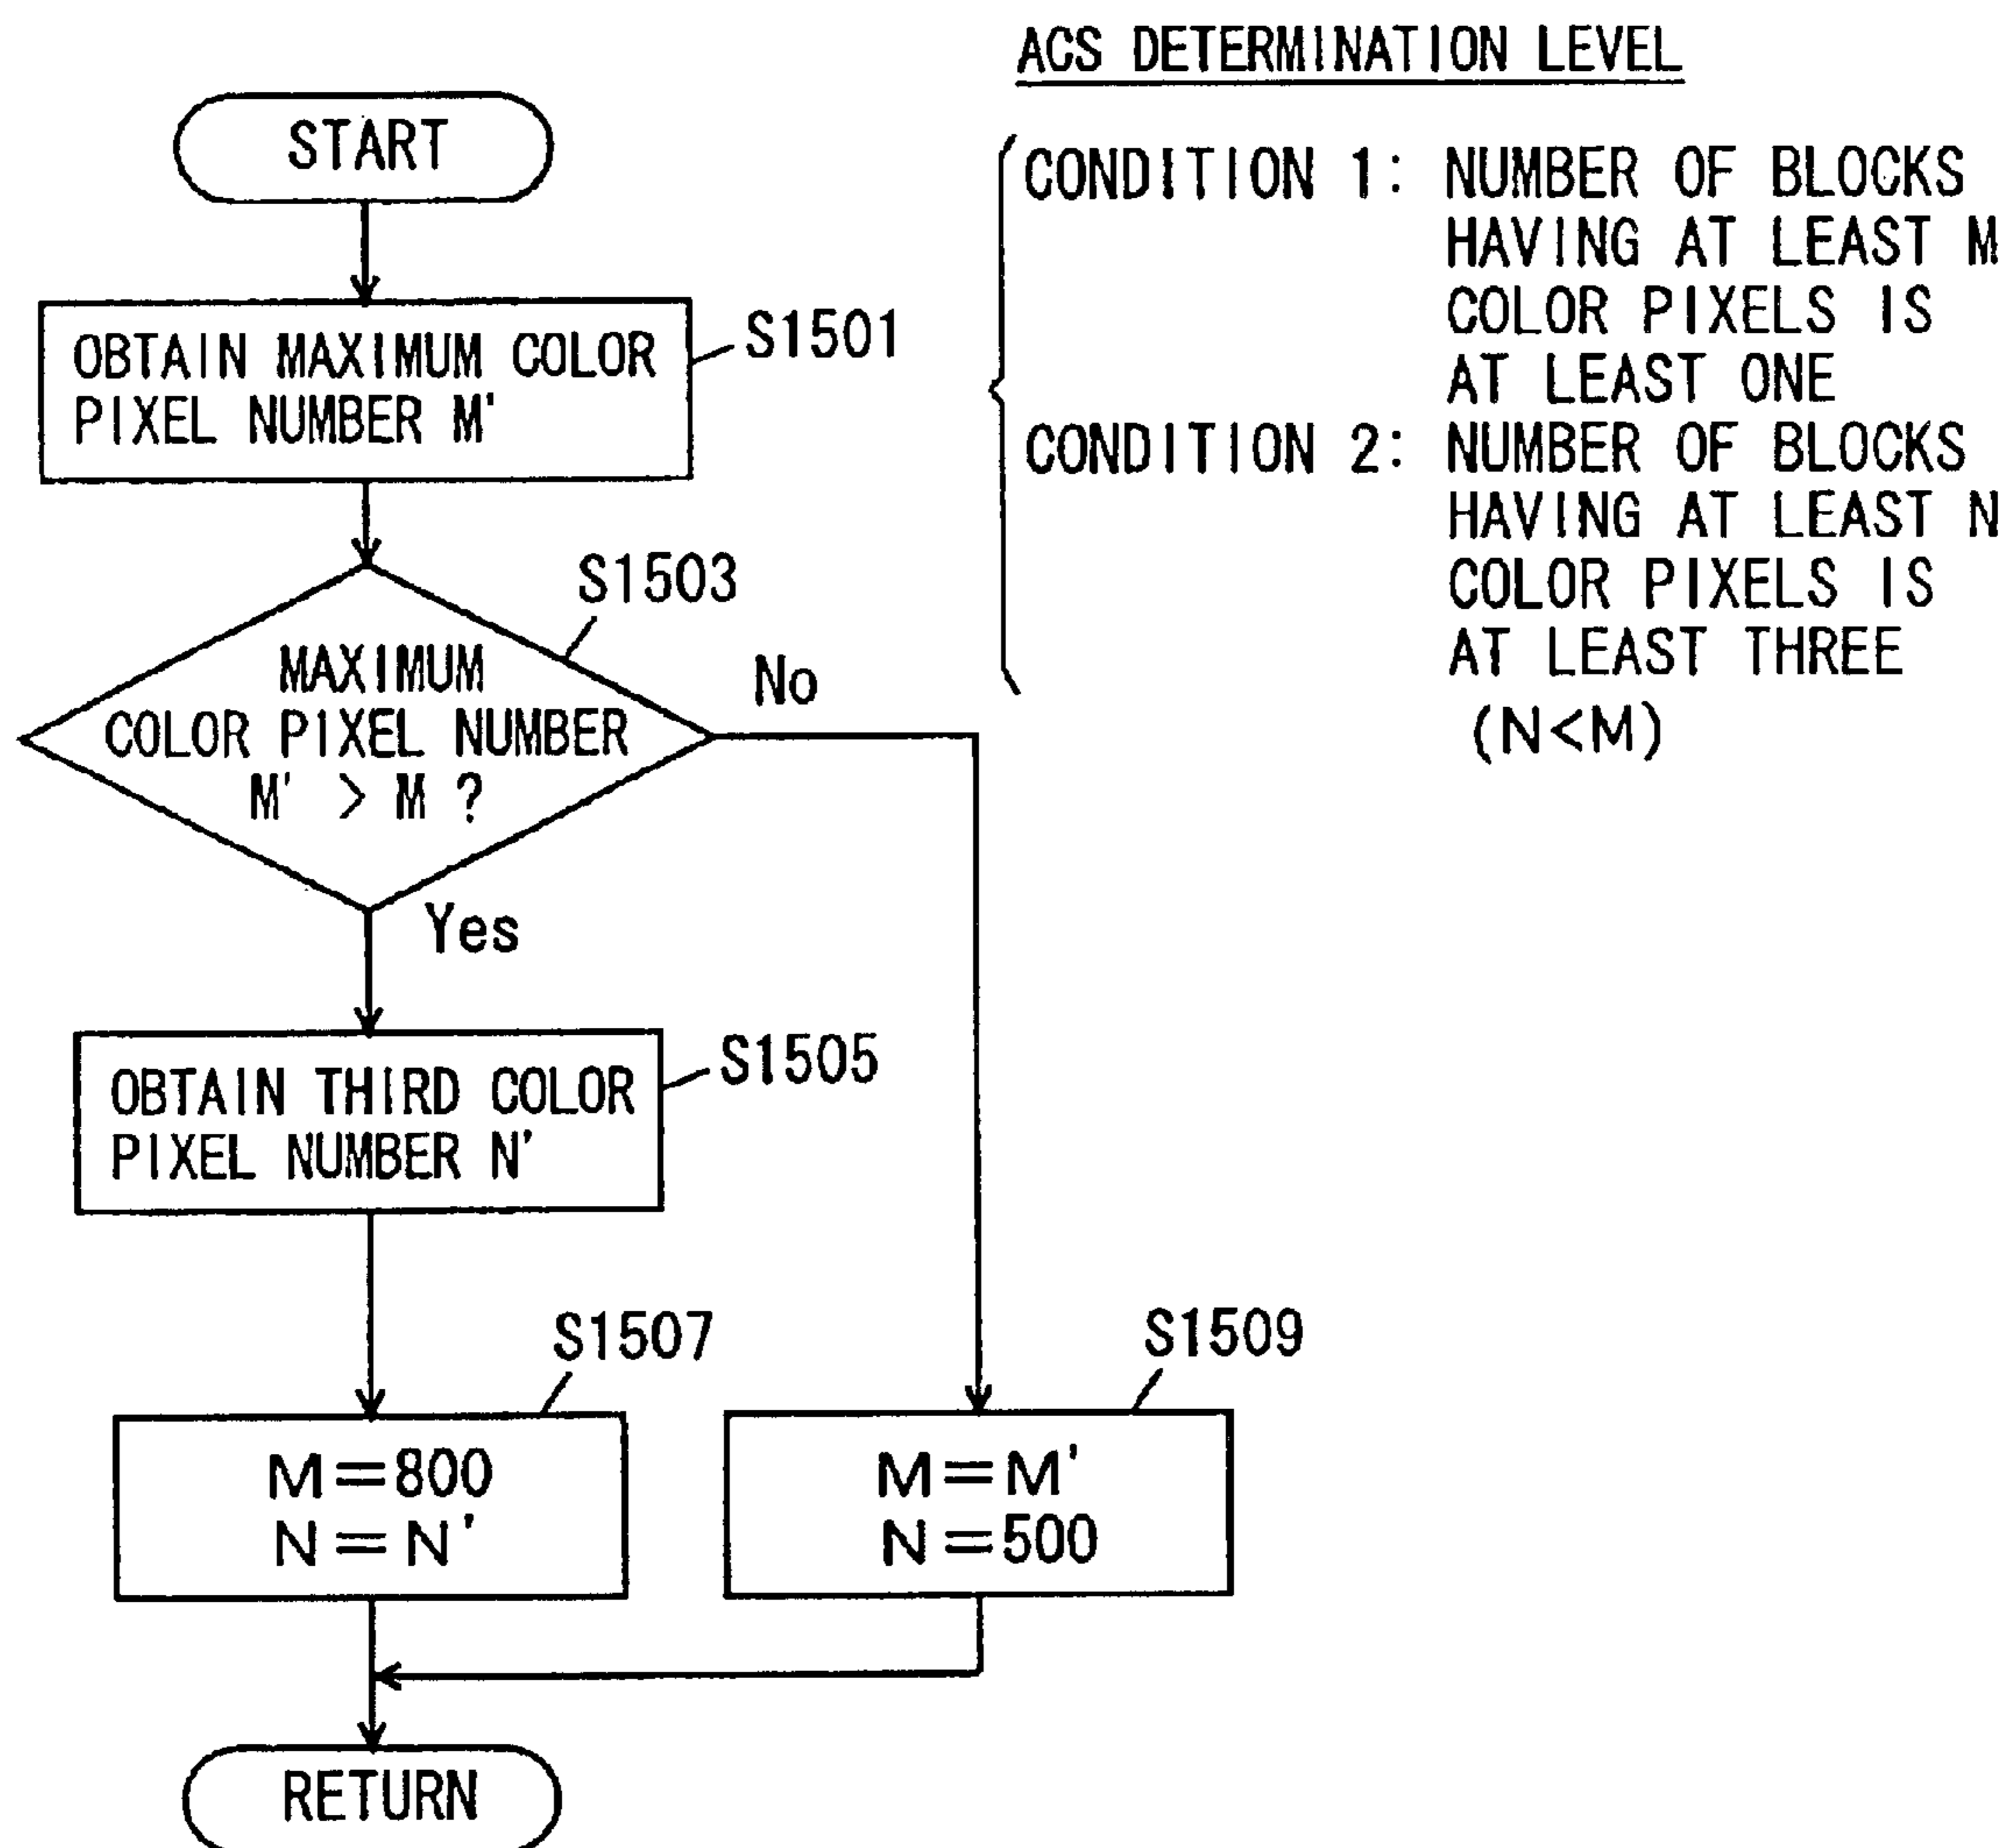 ACS DETERMINATION LEVEL
START
CONDITION 1: NUMBER OF BLOCKS
HAVING AT LEAST M
COLOR PIXELS IS
AT LEAST ONE
CONDITION 2: NUMBER OF BLOCKS
HAVING AT LEAST N
COLOR PIXELS IS
AT LEAST THREE
(N<M)
S1501
OBTAIN MAXIMUM COLOR
PIXEL NUMBER M'
S1503
MAXIMUM
COLOR PIXEL NUMBER
M' > M ?
No
Yes
S1505
OBTAIN THIRD COLOR
PIXEL NUMBER N'
S1507
M=800
N=N'
S1509
M=M'
N=500
RETURN